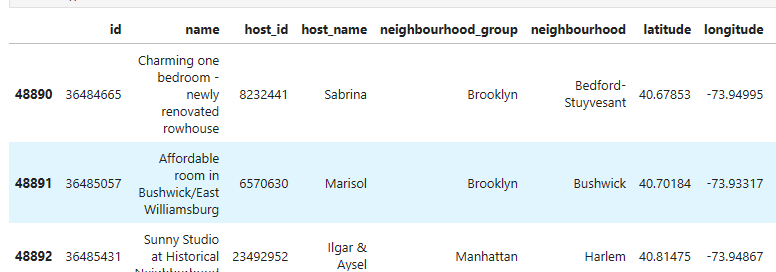 id name host_id host_name neighbourhood_group neighbourhood latitude longitude
Charming one
bedroom -
newly
renovated
rowhouse
48890 36484665 8232441 Sabrina Brooklyn Bedford-
Stuyvesant 40.67853 -73.94995
Affordable
room in
Bushwick/East
Williamsburg
48891 36485057 6570630 Marisol Brooklyn Bushwick 40.70184 -73.93317
Sunny Studio
at Historical
48892 36485431 23492952 Ilgar &
Aysel Manhattan Harlem 40.81475 -73.94867